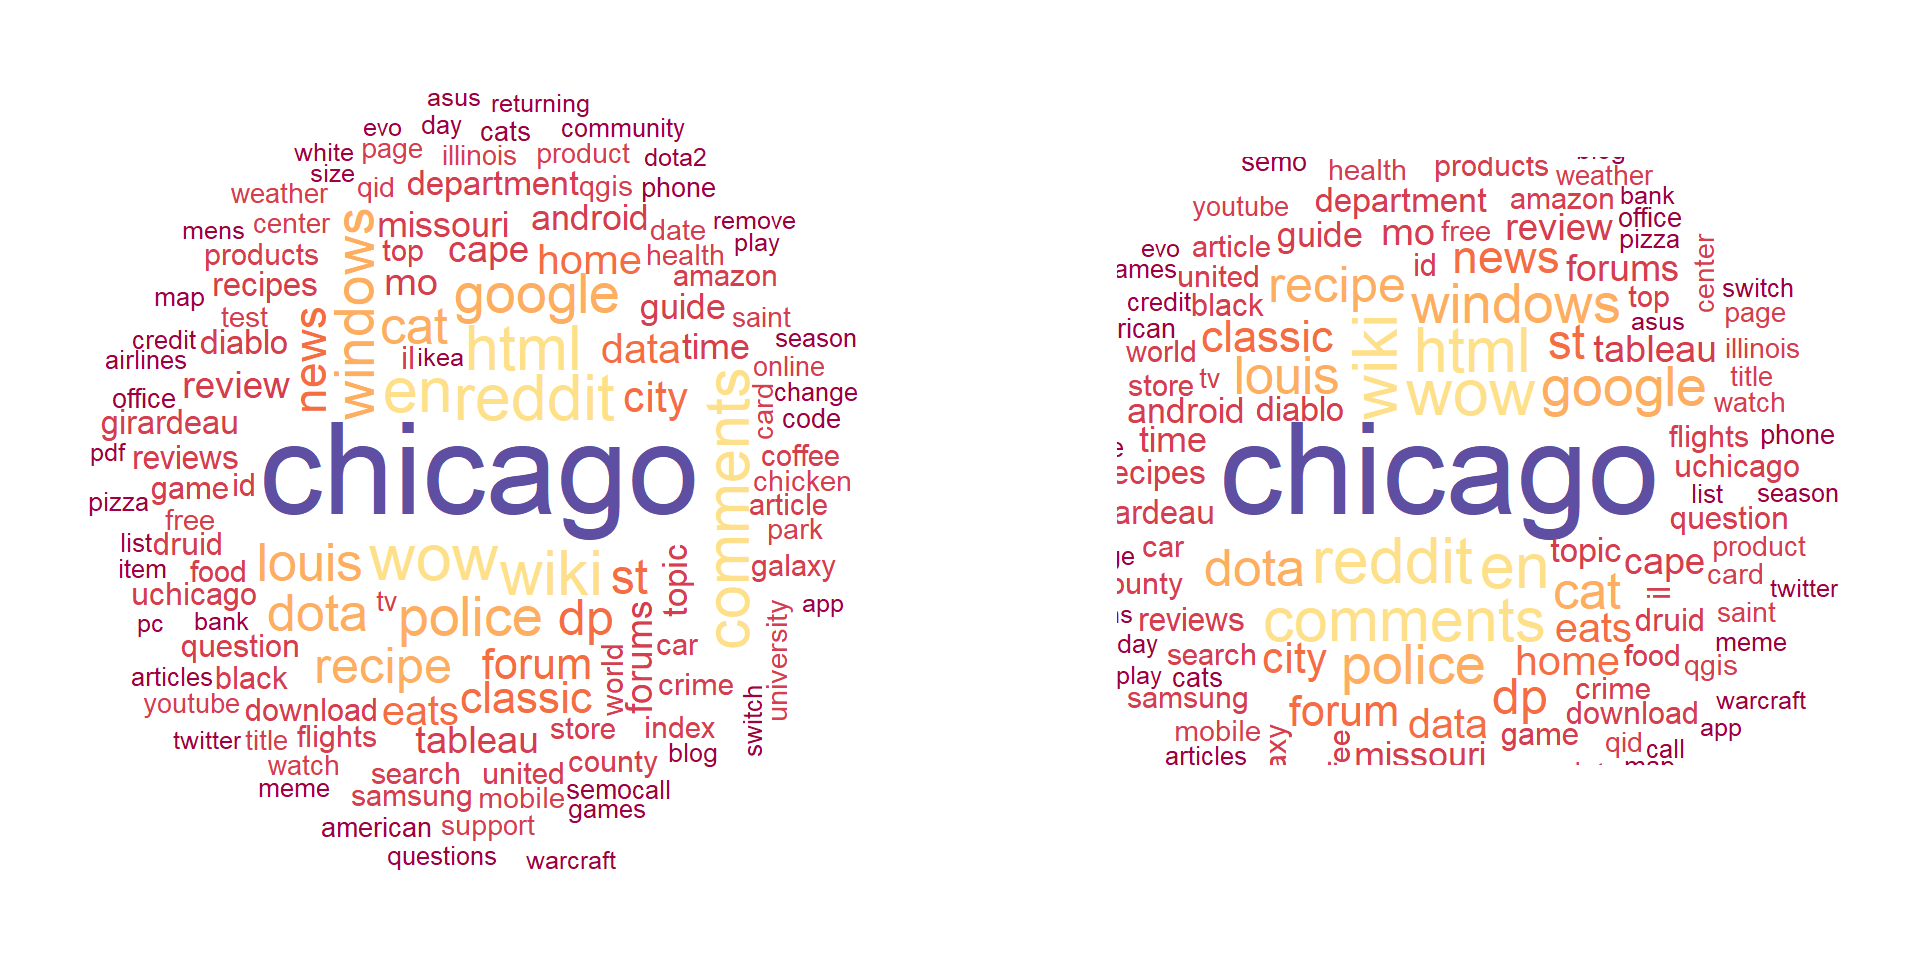 asus returning
evo day cats community
white page illinois product dota2
size qid department qgis phone
weather
mens center missouri android date remove
products top cape home health play
recipes mo google amazon
map windows guide
test cat saint
credit diablo news html data time season
airlines il ikea online
office review en reddit city card change
girardeau comments code
pdf reviews chicago coffee
game id chicken
pizza article
free park
list druid louis wow wiki st topic galaxy
item food
uchicago dota tv police dp forums university app
pc bank
question recipe forum world car
articles black crime
youtube download eats classic switch
twitter title flights tableau store index
watch search united county blog
meme samsung mobile semo call
games
american support
questions warcraft
semo health products blog
weather
youtube department amazon bank
evo article guide mo free review office
pizza
ames united recipe id news forums center
credit black windows top switch
rican classic wiki html st asus page
world tableau illinois
store tv louis wow google title
android diablo watch
time chicago flights phone
ecipes uchicago
list season
ardeau question
ge car dota reddit en topic cape product
ounty cat il card twitter
reviews comments eats druid saint
day search city police home food meme
play cats qgis
samsung forum data dp crime warcraft
mobile game download app
articles axy missouri qid call
map